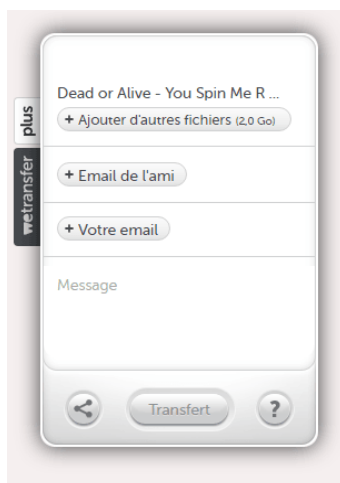 Dead or Alive - You Spin Me R ...
+ Ajouter d'autres fichiers (2,0 Go)
plus
wetransfer
+ Email de l'ami
+ Votre email
Message
Transfert
?